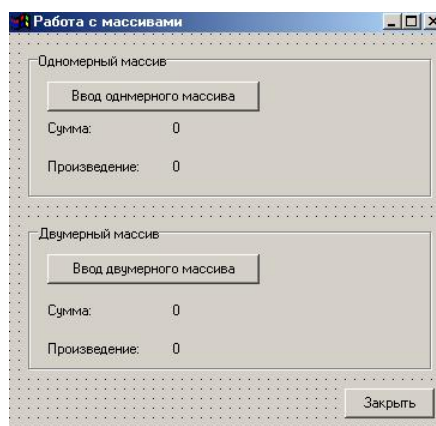 Работа с массивами
Одномерный массив
Ввод однмерного массива
Сумма: 0
Произведение: 0
Двумерный массив
Ввод двумерного массива
Сумма: 0
Произведение: 0
Закрыть